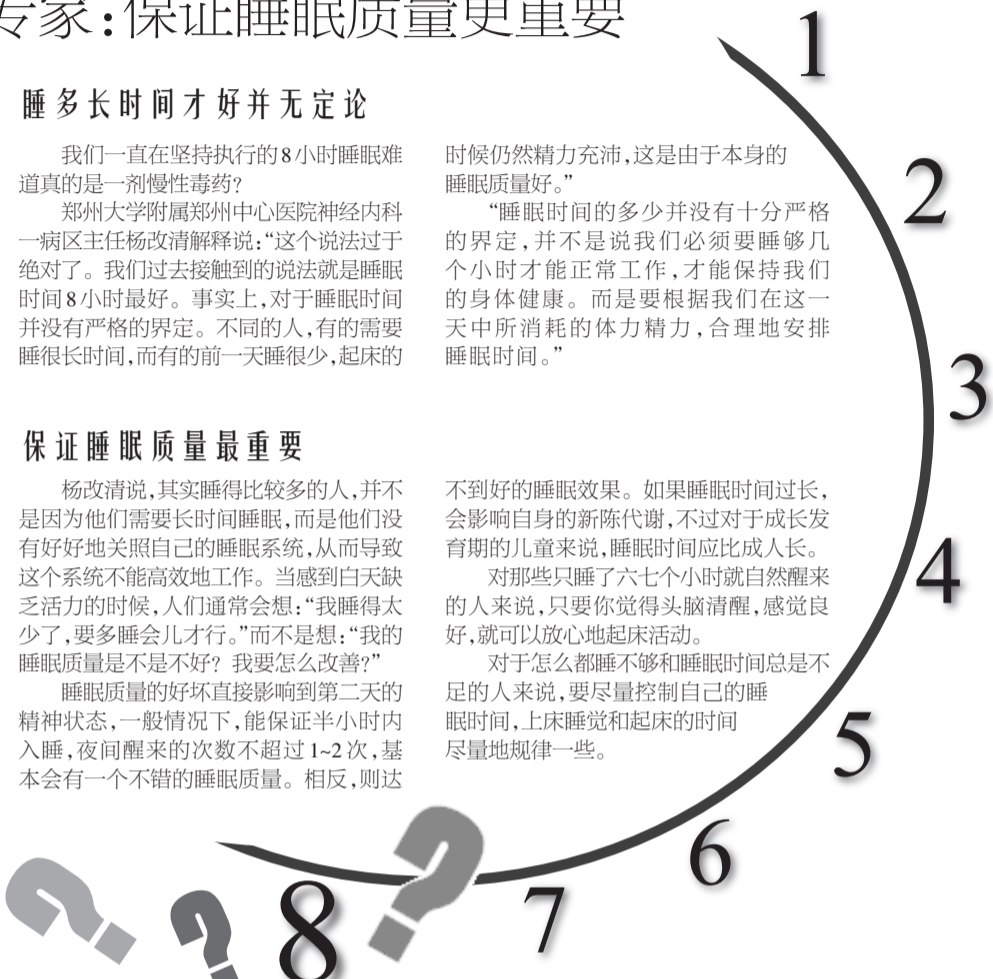 专家:保证睡眠质量更重要
睡多长时间才好并无定论
我们一直在坚持执行的8小时睡眠难
道真的是一剂慢性毒药?
郑州大学附属郑州中心医院神经内科
一病区主任杨改清解释说:“这个说法过于
绝对了。我们过去接触到的说法就是睡眠
时间8小时最好。事实上,对于睡眠时间
并没有严格的界定。不同的人,有的需要
睡很长时间,而有的前一天睡很少,起床的
时候仍然精力充沛,这是由于本身的
睡眠质量好。”
“睡眠时间的多少并没有十分严格
的界定,并不是说我们必须要睡够几
个小时才能正常工作,才能保持我们
的身体健康。而是要根据我们在这一
天中所消耗的体力精力,合理地安排
睡眠时间。”
保证睡眠质量最重要
杨改清说,其实睡得比较多的人,并不
是因为他们需要长时间睡眠,而是他们没
有好好地关照自己的睡眠系统,从而导致
这个系统不能高效地工作。当感到白天缺
乏活力的时候,人们通常会想:“我睡得太
少了,要多睡会儿才行。”而不是想:“我的
睡眠质量是不是不好?我要怎么改善?”
睡眠质量的好坏直接影响到第二天的
精神状态,一般情况下,能保证半小时内
入睡,夜间醒来的次数不超过1~2次,基
本会有一个不错的睡眠质量。相反,则达
不到好的睡眠效果。如果睡眠时间过长,
会影响自身的新陈代谢,不过对于成长发
育期的儿童来说,睡眠时间应比成人长。
对那些只睡了六七个小时就自然醒来
的人来说,只要你觉得头脑清醒,感觉良
好,就可以放心地起床活动。
对于怎么都睡不够和睡眠时间总是不
足的人来说,要尽量控制自己的睡
眠时间,上床睡觉和起床的时间
尽量地规律一些。
1
2
3
4
5
6
7
8
?
?
?